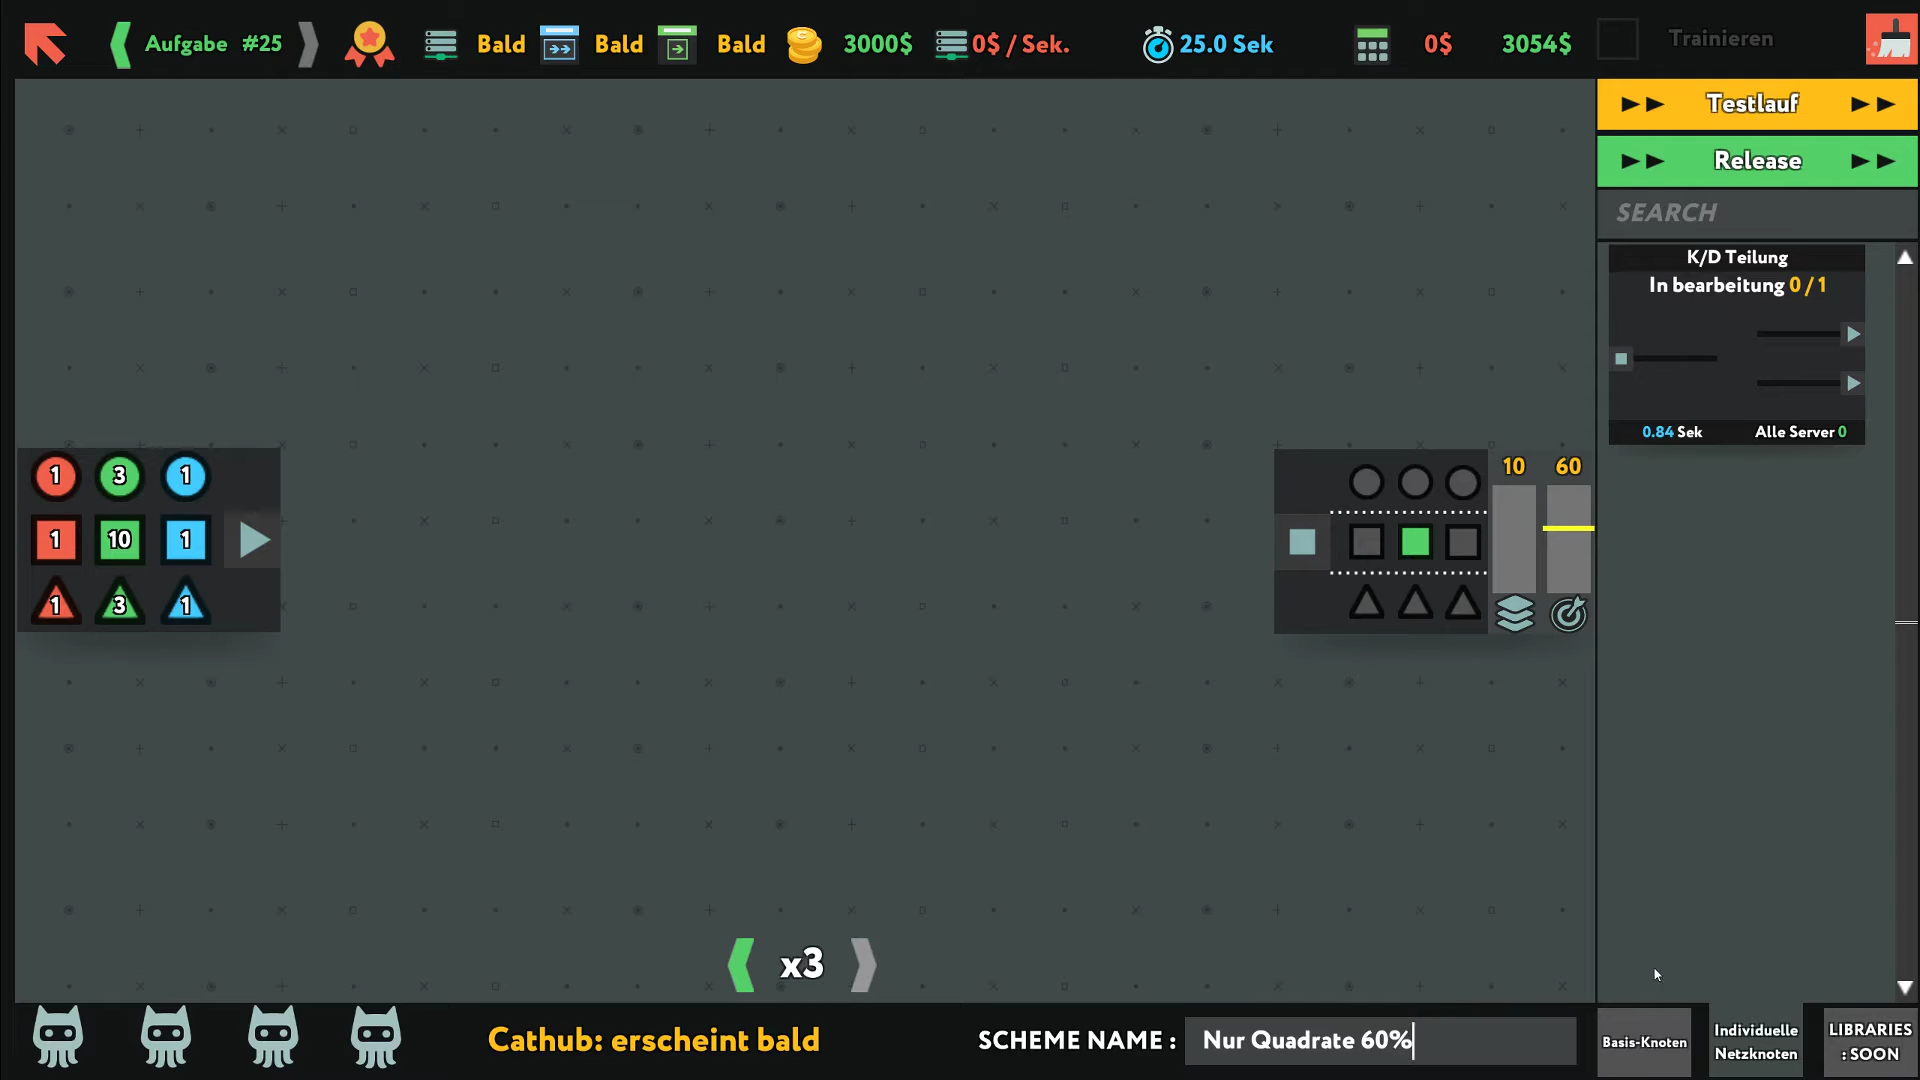 Aufgabe #25
Bald
Bald
Bald
3000$
0$ / Sek.
25.0 Sek
0$
3054$
Trainieren
Testlauf
Release
SEARCH
K/D Teilung
In bearbeitung 0 / 1
0.84 Sek
Alle Server 0
1 3 1
1 10 1
1 3 1
10 60
x3
Cathub: erscheint bald
SCHEME NAME : Nur Quadrate 60%
Basis-Knoten
Individuelle
Netzknoten
LIBRARIES
: SOON